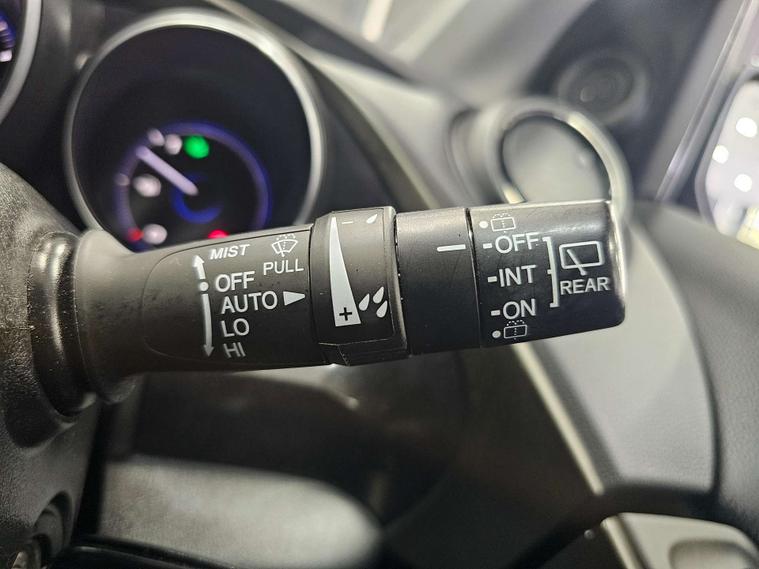 MIST
PULL
OFF
AUTO
LO
HI
- +
-OFF
-INT
-ON
REAR